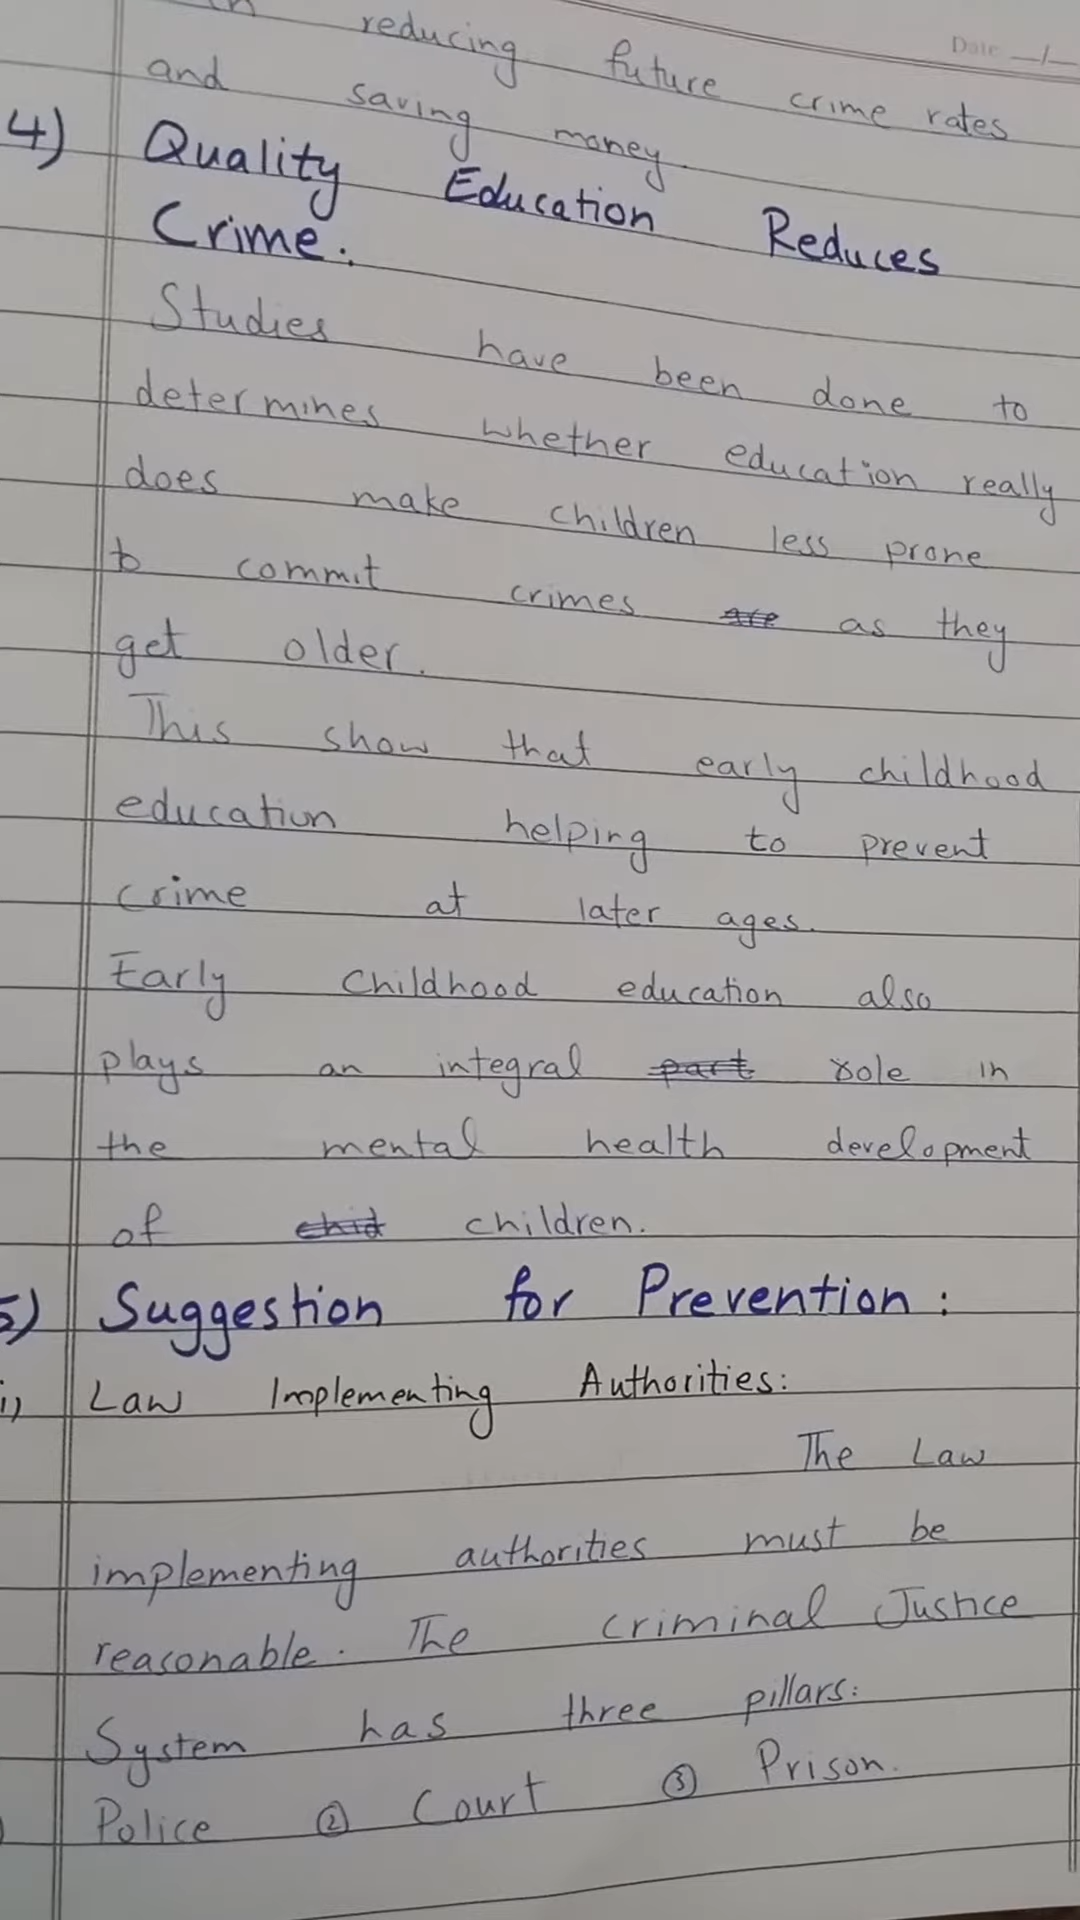 in reducing future crime rates
Date
and saving money.
4) Quality Education Reduces
Crime.
Studies have been done to
determines whether education really
does make children less prone
to commit crimes are as they
get older.
This show that early childhood
education helping to prevent
crime at later ages.
Early Childhood education also
plays an integral part role in
the mental health development
of chid children.
5) Suggestion for Prevention:
i) Law Implementing Authorities:
The Law
implementing authorities must be
reasonable. The criminal Justice
System has three pillars:
Police ② Court ③ Prison.